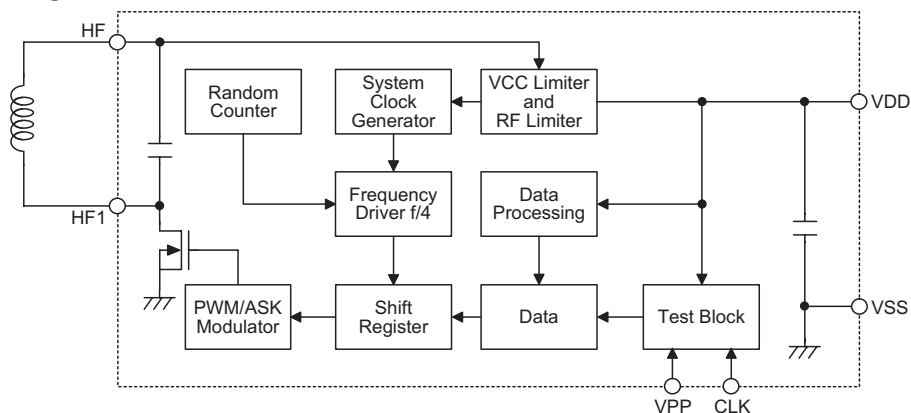 HF
Random
Counter
System
Clock
Generator
VCC Limiter
and
RF Limiter
VDD
HF1
Frequency
Driver f/4
Data
Processing
PWM/ASK
Modulator
Shift
Register
Data
Test Block
VSS
VPP
CLK